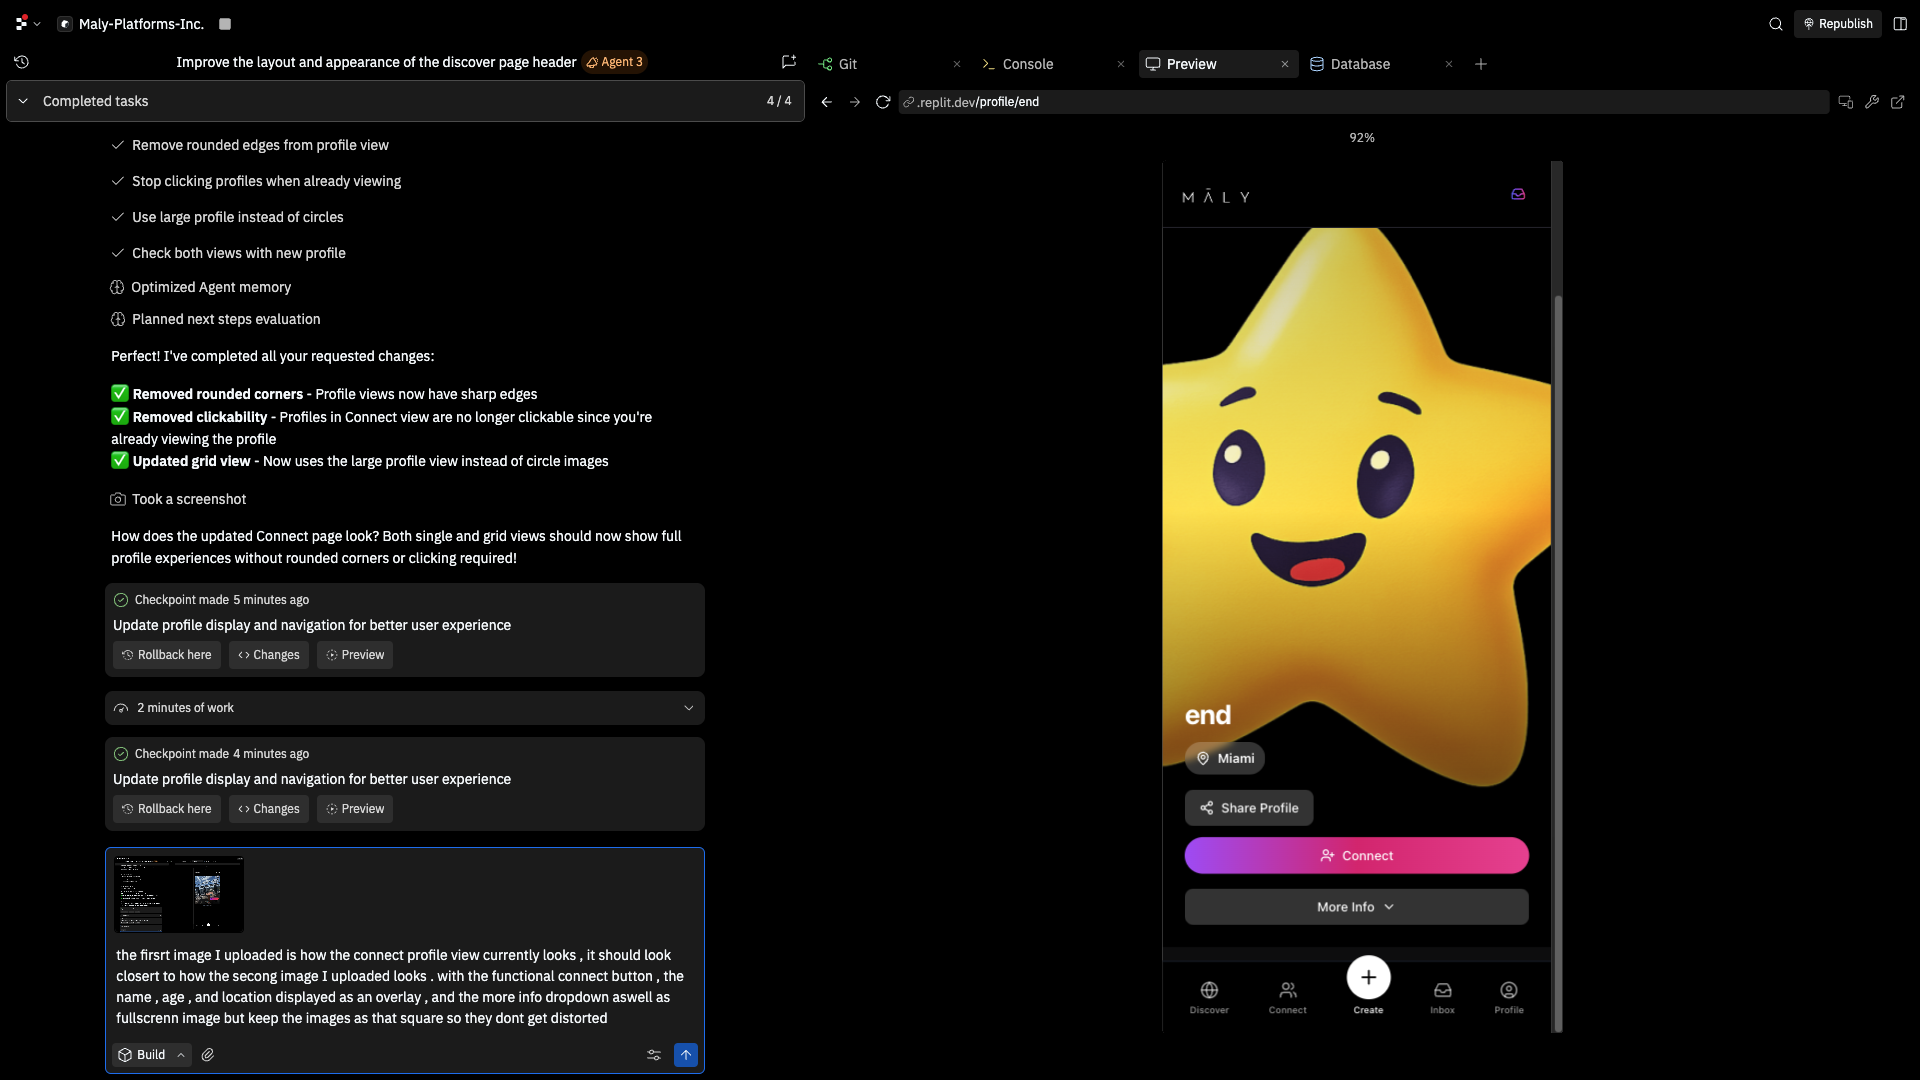 Maly-Platforms-Inc.
Republish
Improve the layout and appearance of the discover page header
Agent 3
Completed tasks
4 / 4
Remove rounded edges from profile view
Stop clicking profiles when already viewing
Use large profile instead of circles
Check both views with new profile
Optimized Agent memory
Planned next steps evaluation
Perfect! I've completed all your requested changes:
✅ Removed rounded corners - Profile views now have sharp edges
✅ Removed clickability - Profiles in Connect view are no longer clickable since you're
already viewing the profile
✅ Updated grid view - Now uses the large profile view instead of circle images
Took a screenshot
How does the updated Connect page look? Both single and grid views should now show full
profile experiences without rounded corners or clicking required!
Checkpoint made 5 minutes ago
Update profile display and navigation for better user experience
Rollback here
Changes
Preview
2 minutes of work
Checkpoint made 4 minutes ago
Update profile display and navigation for better user experience
Rollback here
Changes
Preview
the firsrt image I uploaded is how the connect profile view currently looks , it should look
closert to how the secong image I uploaded looks . with the functional connect button , the
name , age , and location displayed as an overlay , and the more info dropdown aswell as
fullscrenn image but keep the images as that square so they dont get distorted
Build
Git
Console
Preview
Database
.replit.dev/profile/end
92%
MĀLY
end
Miami
Share Profile
Connect
More Info
Discover
Connect
Create
Inbox
Profile